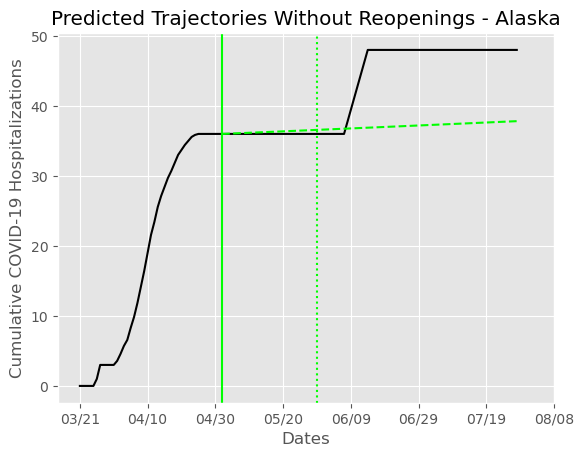 Predicted Trajectories Without Reopenings - Alaska
Cumulative COVID-19 Hospitalizations
50
40
30
20
10
0
03/21 04/10 04/30 05/20 06/09 06/29 07/19 08/08
Dates